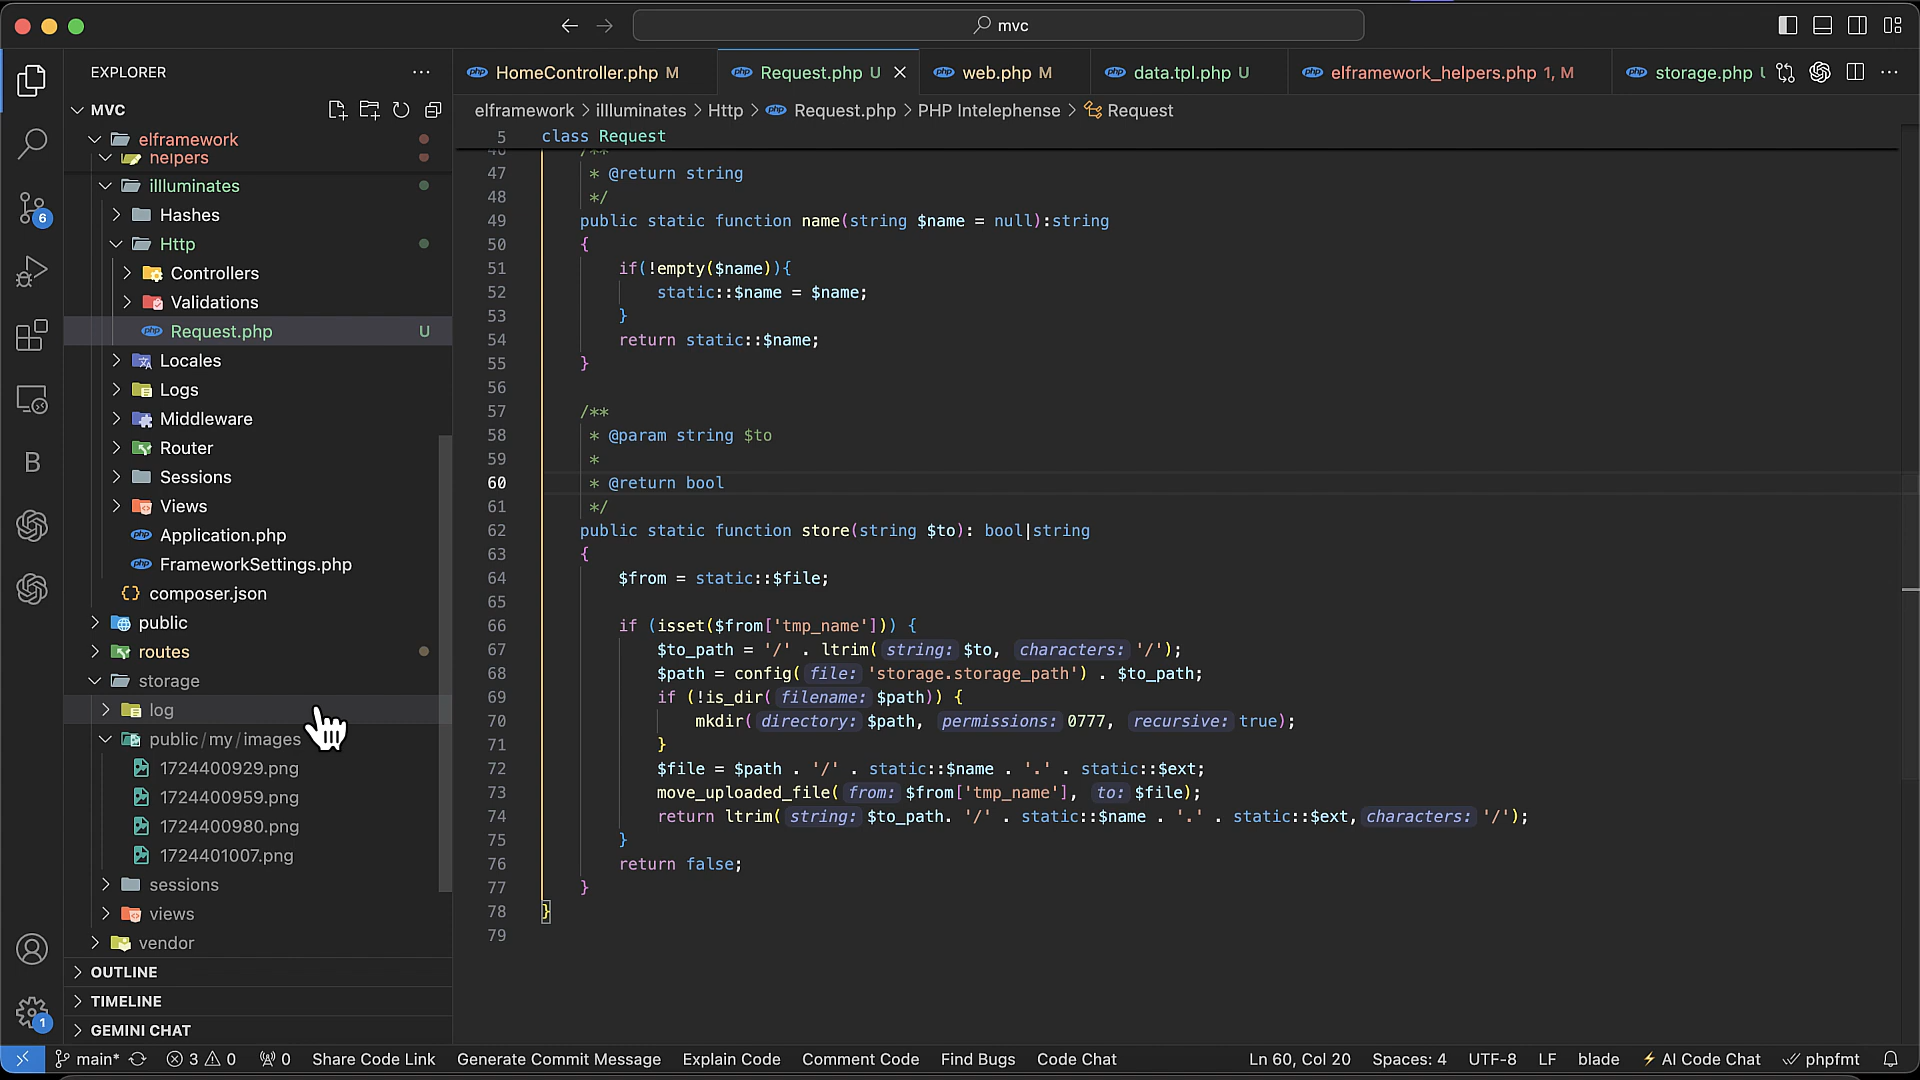 mvc
EXPLORER
HomeController.php M
Request.php U
web.php M
data.tpl.php U
elframework_helpers.php 1, M
storage.php
MVC
elframework > illluminates > Http > Request.php > PHP Intelephense > Request
elframework
helpers
illluminates
Hashes
Http
Controllers
Validations
Request.php U
Locales
Logs
Middleware
Router
Sessions
Views
Application.php
FrameworkSettings.php
composer.json
public
routes
storage
log
public/my/images
1724400929.png
1724400959.png
1724400980.png
1724401007.png
sessions
views
vendor
OUTLINE
TIMELINE
GEMINI CHAT
6
B
1
5 class Request
46 /**
47 * @return string
48 */
49 public static function name(string $name = null):string
50 {
51 if(!empty($name)){
52 static::$name = $name;
53 }
54 return static::$name;
55 }
56
57 /**
58 * @param string $to
59 *
60 * @return bool
61 */
62 public static function store(string $to): bool|string
63 {
64 $from = static::$file;
65
66 if (isset($from['tmp_name'])) {
67 $to_path = '/' . ltrim( string: $to, characters: '/');
68 $path = config( file: 'storage.storage_path') . $to_path;
69 if (!is_dir( filename: $path)) {
70 mkdir( directory: $path, permissions: 0777, recursive: true);
71 }
72 $file = $path . '/' . static::$name . '.' . static::$ext;
73 move_uploaded_file( from: $from['tmp_name'], to: $file);
74 return ltrim( string: $to_path. '/' . static::$name . '.' . static::$ext, characters: '/');
75 }
76 return false;
77 }
78 }
79
main* 3 0 0 Share Code Link Generate Commit Message Explain Code Comment Code Find Bugs Code Chat Ln 60, Col 20 Spaces: 4 UTF-8 LF blade AI Code Chat phpfmt